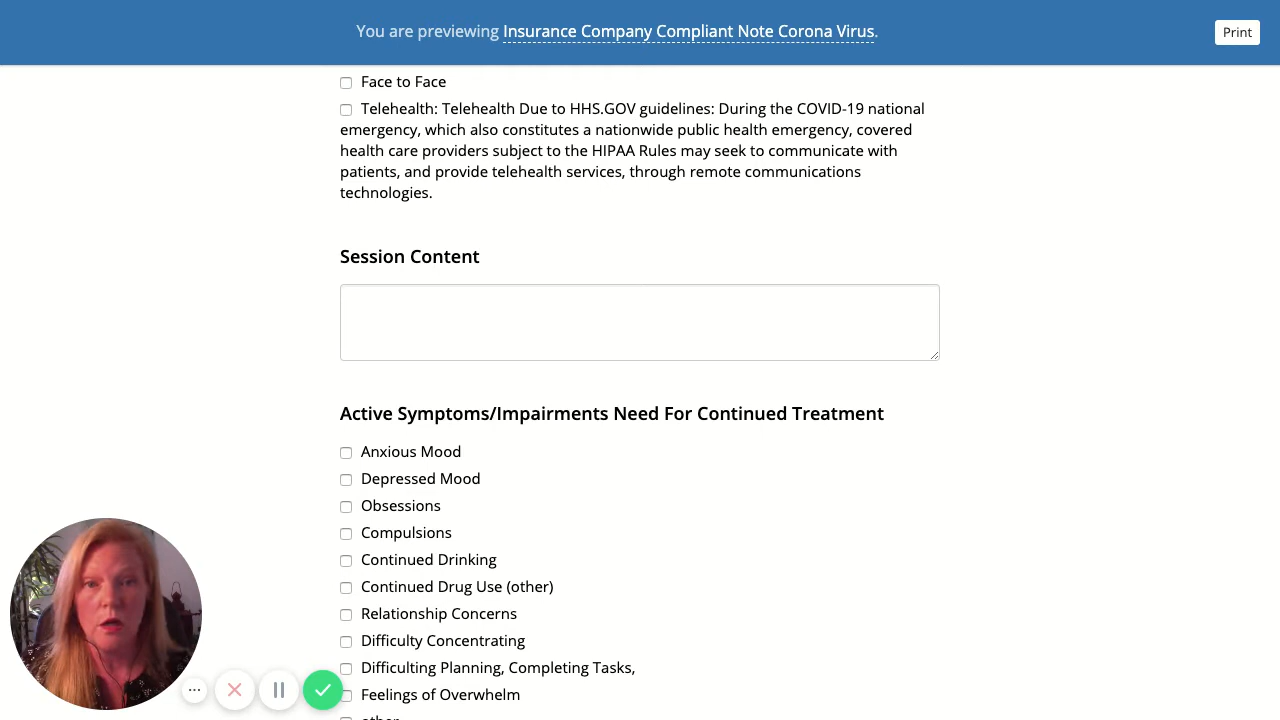 You are previewing Insurance Company Compliant Note Corona Virus.
Print
Face to Face
Telehealth: Telehealth Due to HHS.GOV guidelines: During the COVID-19 national
emergency, which also constitutes a nationwide public health emergency, covered
health care providers subject to the HIPAA Rules may seek to communicate with
patients, and provide telehealth services, through remote communications
technologies.
Session Content
Active Symptoms/Impairments Need For Continued Treatment
Anxious Mood
Depressed Mood
Obsessions
Compulsions
Continued Drinking
Continued Drug Use (other)
Relationship Concerns
Difficulty Concentrating
Difficulting Planning, Completing Tasks,
Feelings of Overwhelm
other